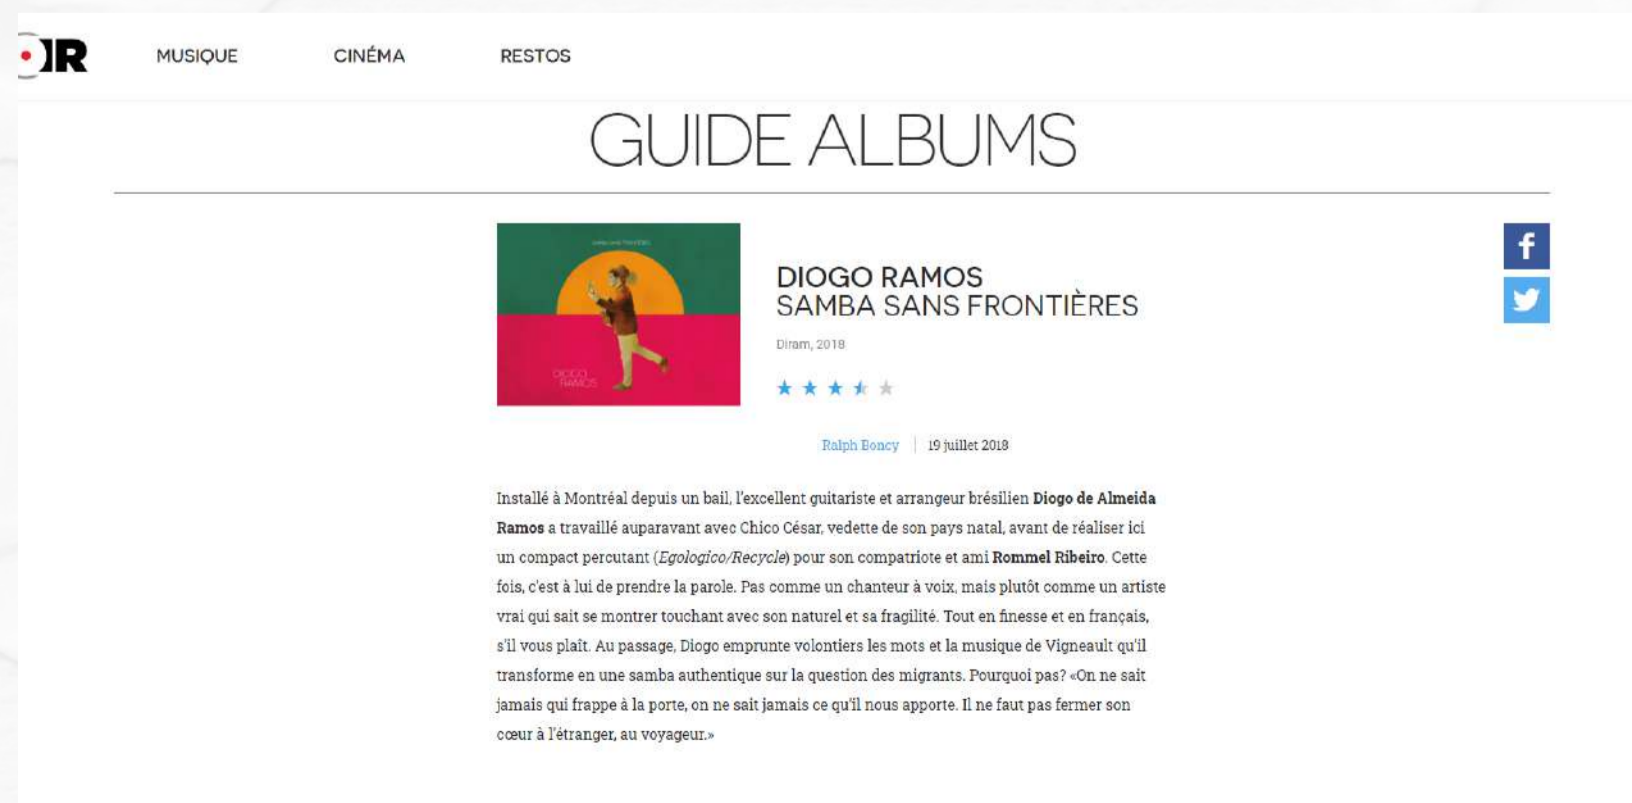 OIR
MUSIQUE
CINÉMA
RESTOS
GUIDE ALBUMS
SAMBA SANS FRONTIÈRES
DIOGO
RAMOS
DIOGO RAMOS
SAMBA SANS FRONTIÈRES
Diram, 2018
Ralph Boncy | 19 juillet 2018
Installé à Montréal depuis un bail, l'excellent guitariste et arrangeur brésilien Diogo de Almeida
Ramos a travaillé auparavant avec Chico César, vedette de son pays natal, avant de réaliser ici
un compact percutant (Egologico/Recycle) pour son compatriote et ami Rommel Ribeiro. Cette
fois, c'est à lui de prendre la parole. Pas comme un chanteur à voix, mais plutôt comme un artiste
vrai qui sait se montrer touchant avec son naturel et sa fragilité. Tout en finesse et en français,
s'il vous plaît. Au passage, Diogo emprunte volontiers les mots et la musique de Vigneault qu'il
transforme en une samba authentique sur la question des migrants. Pourquoi pas? «On ne sait
jamais qui frappe à la porte, on ne sait jamais ce qu'il nous apporte. Il ne faut pas fermer son
cœur à l'étranger, au voyageur.»